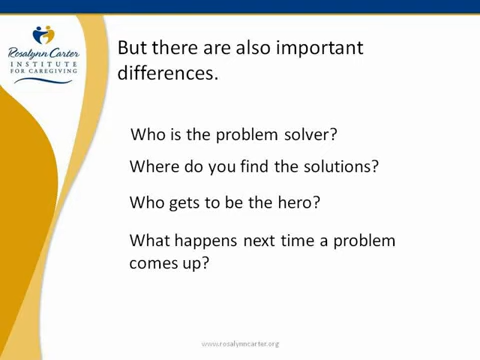 Rosalynn Carter
INSTITUTE
FOR CAREGIVING
But there are also important
differences.
Who is the problem solver?
Where do you find the solutions?
Who gets to be the hero?
What happens next time a problem
comes up?
www.rosalynncarter.org